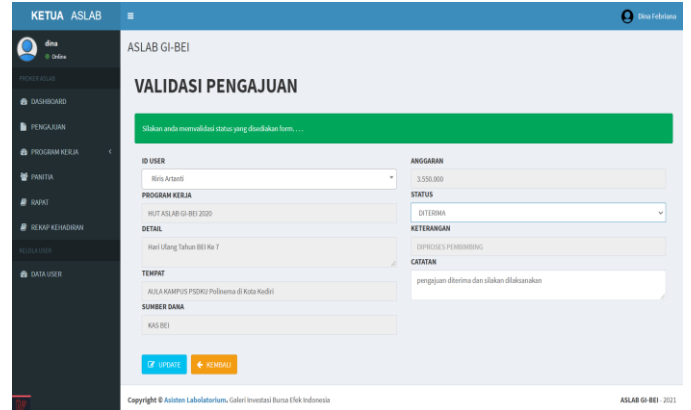 KETUA ASLAB
Dina Febriana
dina
Online
PROKER ASLAB
DASHBOARD
PENGAJUAN
PROGRAM KERJA
PANITIA
RAPAT
REKAP KEHADIRAN
KELOLA USER
DATA USER
ASLAB GI-BEI
VALIDASI PENGAJUAN
Silakan anda memvalidasi status yang disediakan form. . . .
ID USER
Riris Artanti
PROGRAM KERJA
HUT ASLAB GI-BEI 2020
DETAIL
Hari Ulang Tahun BEI Ke 7
TEMPAT
AULA KAMPUS PSDKU Polinema di Kota Kediri
SUMBER DANA
KAS BEI
ANGGARAN
3.550.000
STATUS
DITERIMA
KETERANGAN
DIPROSES PEMBIMBING
CATATAN
pengajuan diterima dan silakan dilaksanakan
UPDATE
KEMBALI
Copyright © Asisten Labolatorium. Galeri Investasi Bursa Efek Indonesia
ASLAB GI-BEI - 2021